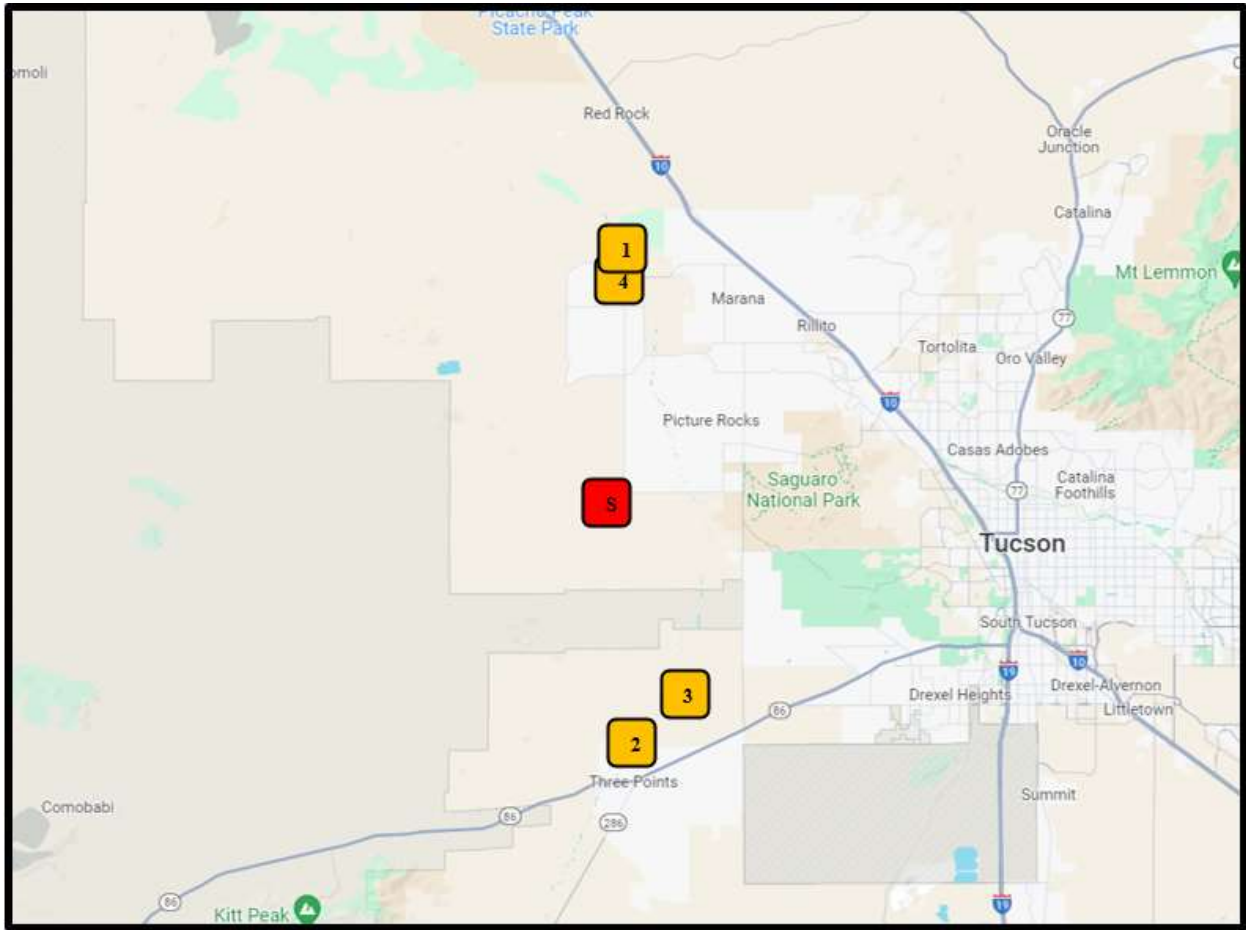 Picacho Peak
State Park
omoli
Red Rock
10
Oracle
Junction
Catalina
Mt Lemmon
1
4
Marana
Rillito
77
Tortolita
Oro Valley
10
Picture Rocks
Casas Adobes
Saguaro
National Park
Catalina
Foothills
77
S
Tucson
South Tucson
10
19
Drexel Heights
Drexel-Alvernon
Littletown
3
86
2
Three Points
Summit
Comobabi
86
286
86
Kitt Peak
19